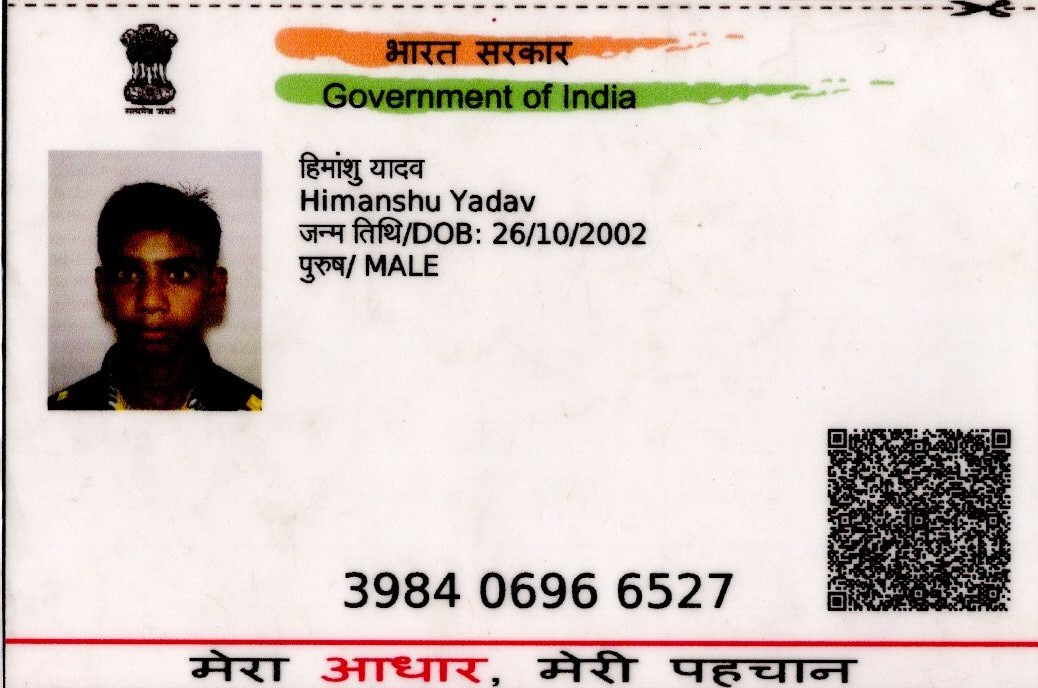 भारत सरकार
Government of India
सत्यमेव जयते
हिमांशु यादव
Himanshu Yadav
जन्म तिथि/DOB: 26/10/2002
पुरुष/ MALE
3984 0696 6527
मेरा आधार, मेरी पहचान